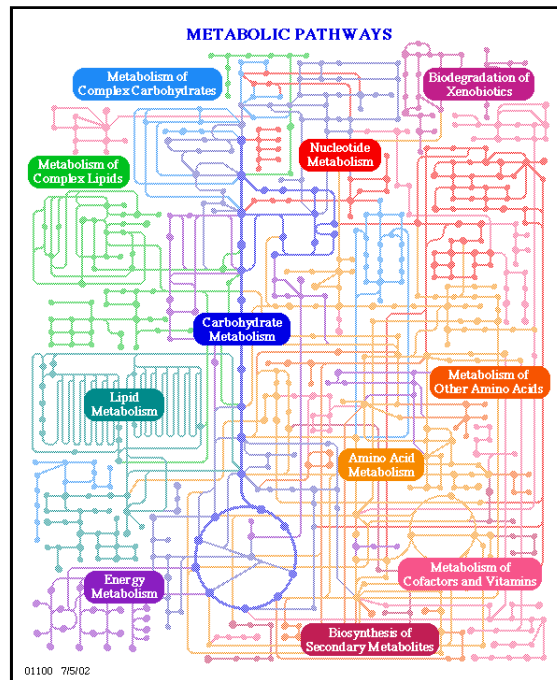 METABOLIC PATHWAYS
Metabolism of
Complex Carbohydrates
Biodegradation of
Xenobiotics
Nucleotide
Metabolism
Metabolism of
Complex Lipids
Carbohydrate
Metabolism
Metabolism of
Other Amino Acids
Lipid
Metabolism
Amino Acid
Metabolism
Metabolism of
Cofactors and Vitamins
Energy
Metabolism
Biosynthesis of
Secondary Metabolites
01100 7/5/02